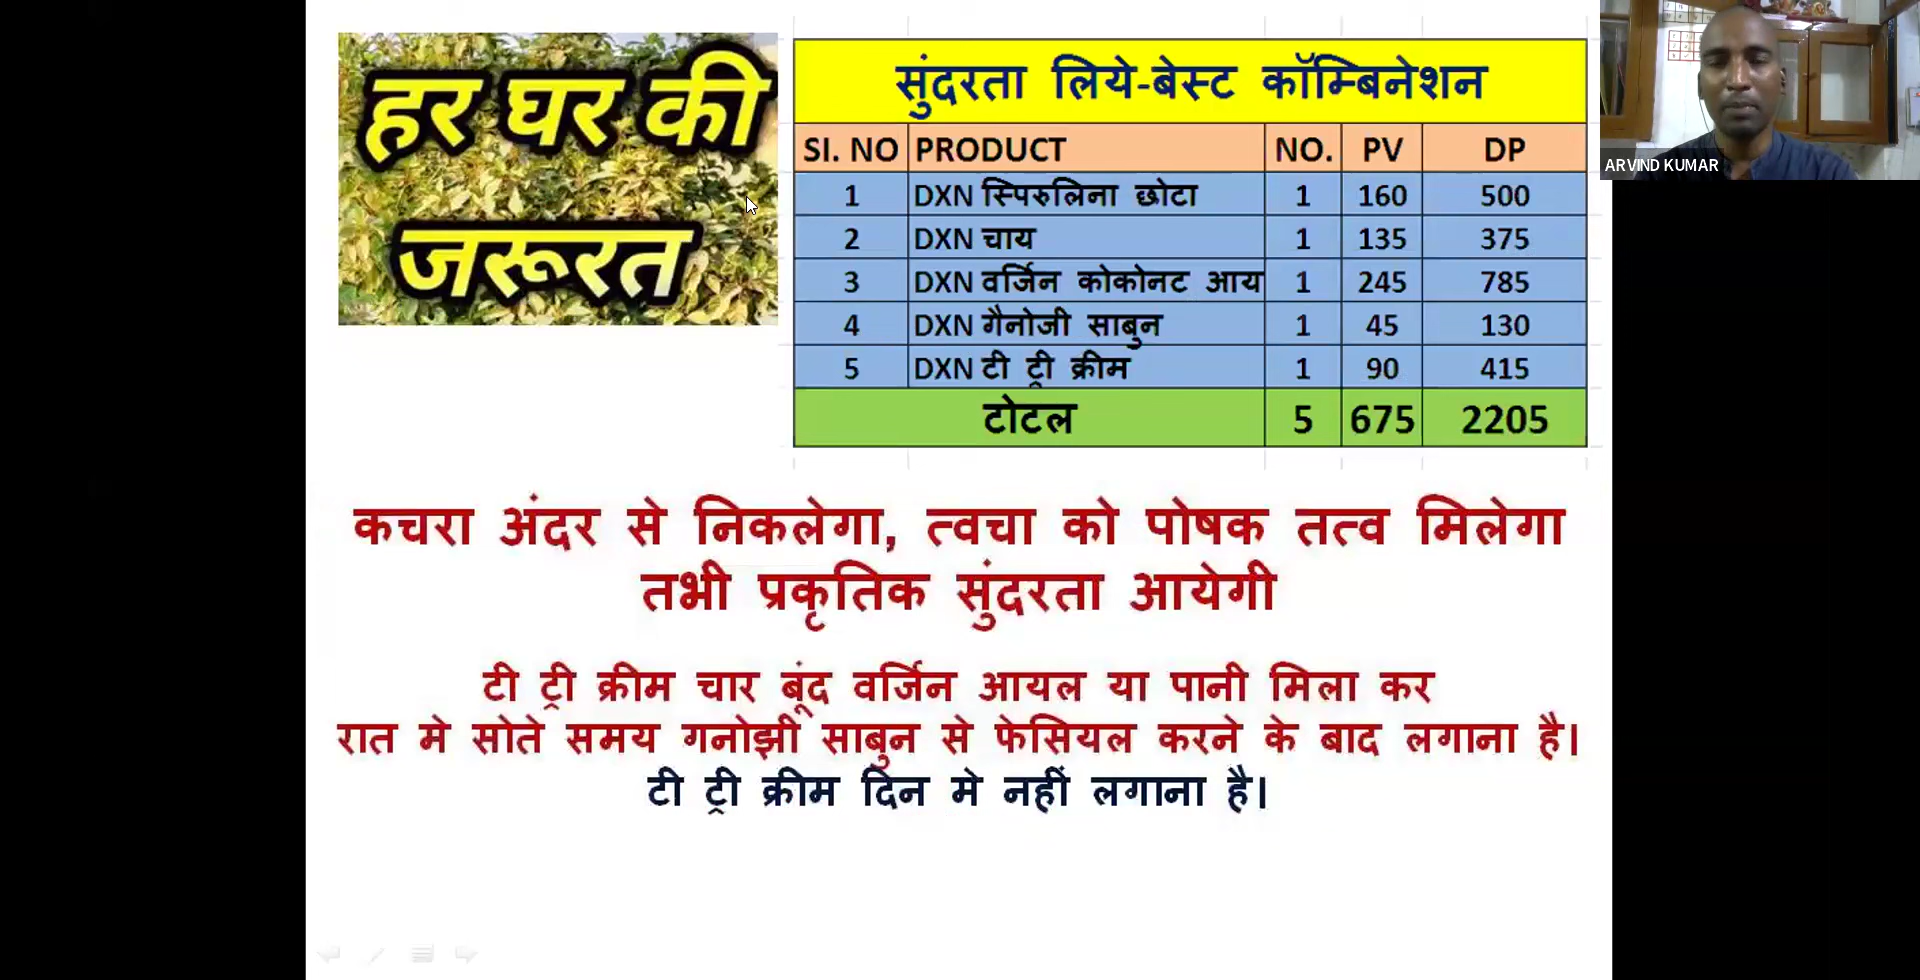 हर घर की
जरूरत
सुंदरता लिये-बेस्ट कॉम्बिनेशन
SI. NO PRODUCT NO. PV DP
1 DXN स्पिरुलिना छोटा 1 160 500
2 DXN चाय 1 135 375
3 DXN वर्जिन कोकोनट आय 1 245 785
4 DXN गैनोजी साबुन 1 45 130
5 DXN टी ट्री क्रीम 1 90 415
टोटल 5 675 2205
ARVIND KUMAR
कचरा अंदर से निकलेगा, त्वचा को पोषक तत्व मिलेगा
तभी प्रकृतिक सुंदरता आयेगी
टी ट्री क्रीम चार बूंद वर्जिन आयल या पानी मिला कर
रात मे सोते समय गनोझी साबुन से फेसियल करने के बाद लगाना है।
टी ट्री क्रीम दिन मे नहीं लगाना है।